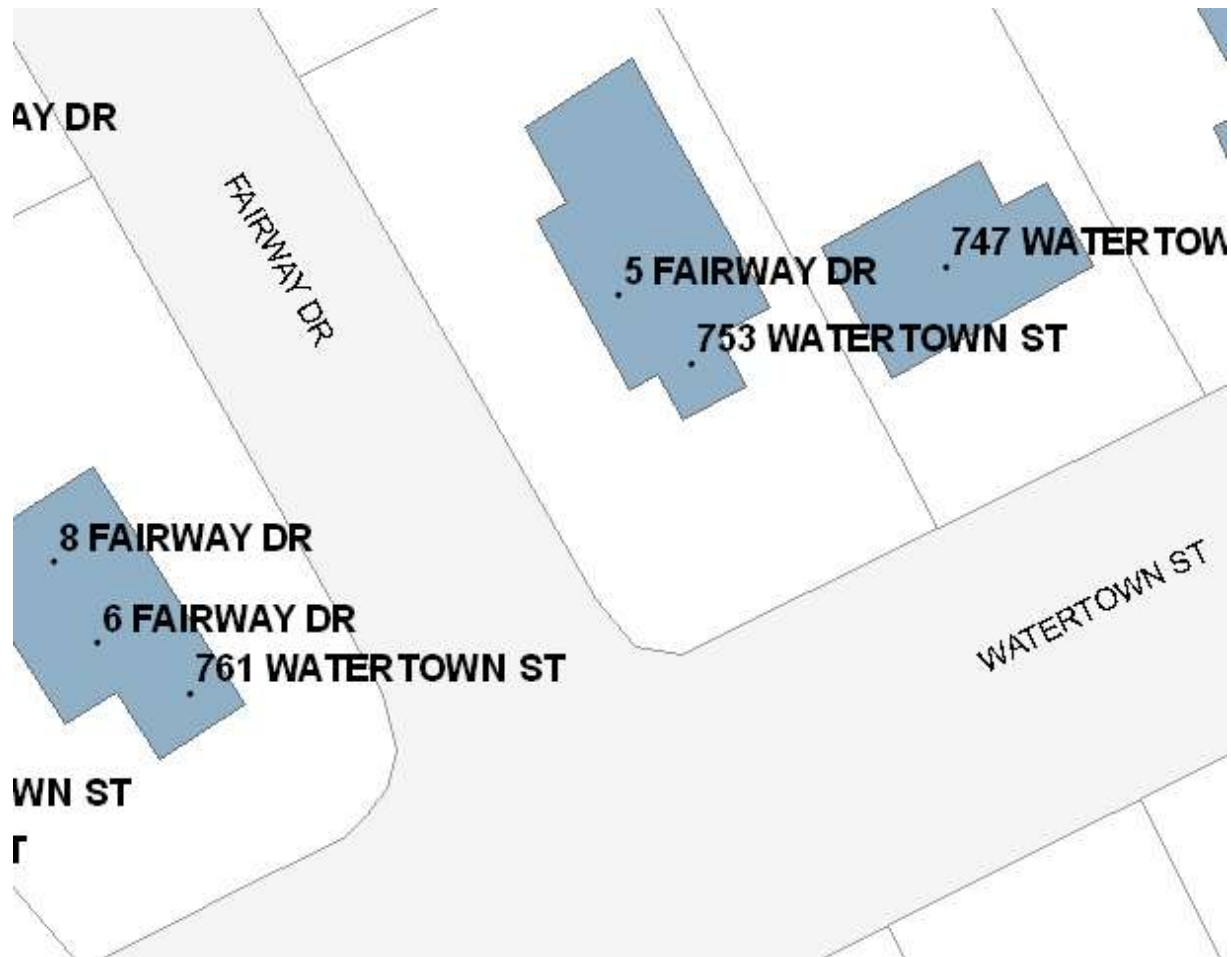 AY DR
FAIRWAY DR
747 WATERTOW
5 FAIRWAY DR
753 WATERTOWN ST
8 FAIRWAY DR
WATERTOWN ST
6 FAIRWAY DR
761 WATERTOWN ST
WN ST
T